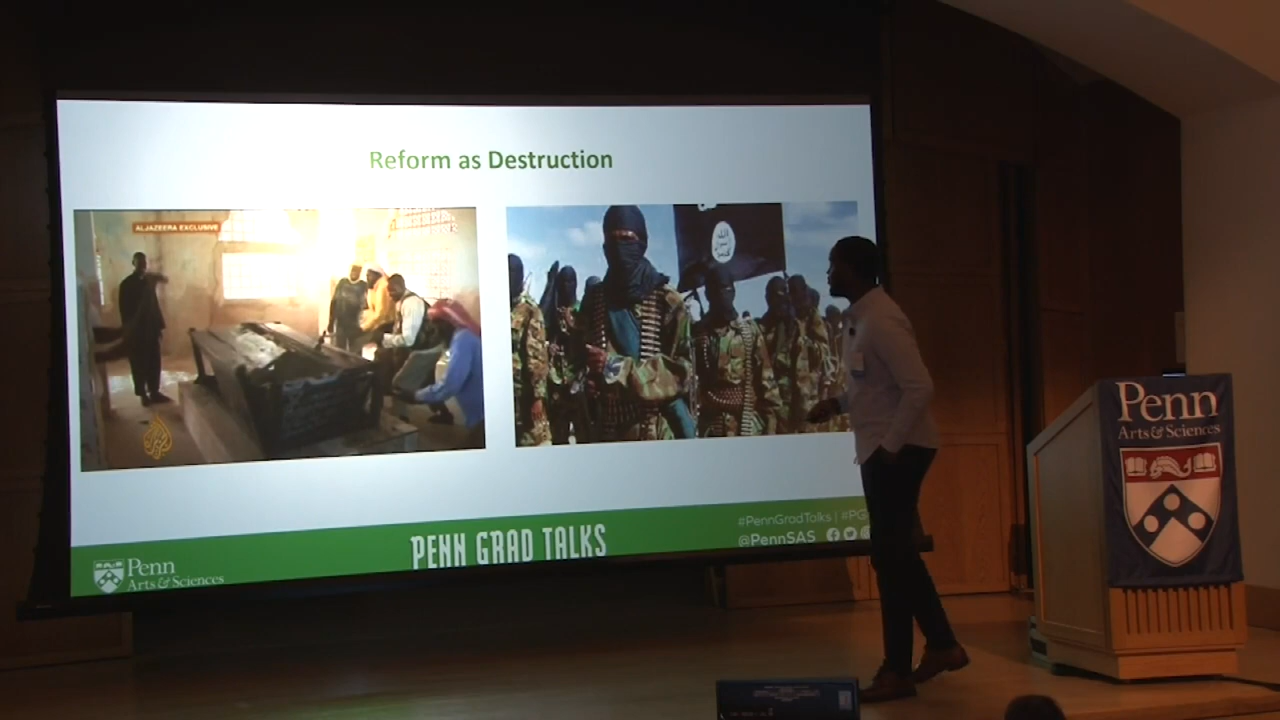 Reform as Destruction
ALJAZEERA EXCLUSIVE
PENN GRAD TALKS
#PennGradTalks | #PG
@PennSAS
Penn
Arts & Sciences
Penn
Arts & Sciences